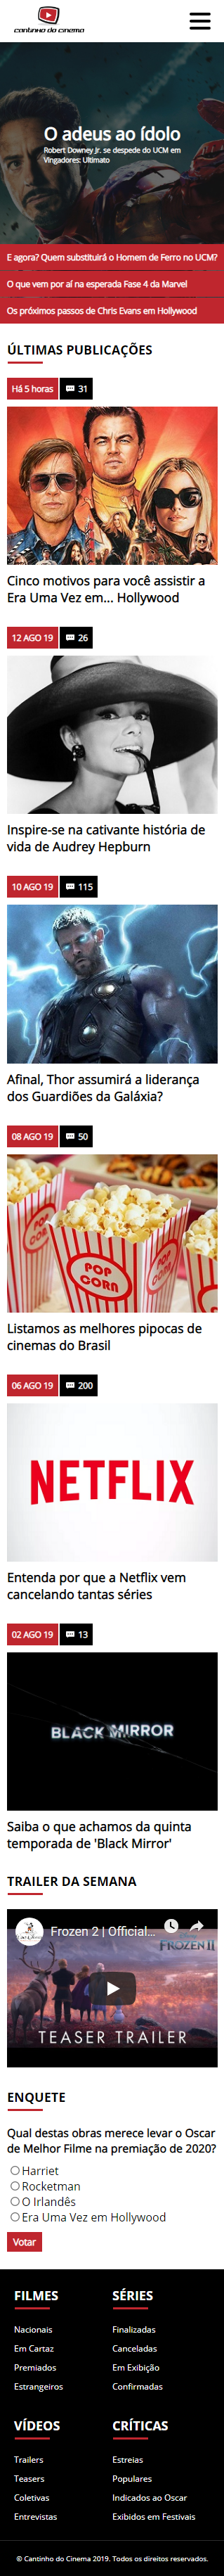 cantinho do cinema
O adeus ao ídolo
Robert Downey Jr. se despede do UCM em
Vingadores: Ultimato
E agora? Quem substituirá o Homem de Ferro no UCM?
O que vem por aí na esperada Fase 4 da Marvel
Os próximos passos de Chris Evans em Hollywood
ÚLTIMAS PUBLICAÇÕES
Há 5 horas 31
Cinco motivos para você assistir a
Era Uma Vez em... Hollywood
12 AGO 19 26
Inspire-se na cativante história de
vida de Audrey Hepburn
10 AGO 19 115
Afinal, Thor assumirá a liderança
dos Guardiões da Galáxia?
08 AGO 19 50
POP CORN
POP CORN
Listamos as melhores pipocas de
cinemas do Brasil
06 AGO 19 200
NETFLIX
Entenda por que a Netflix vem
cancelando tantas séries
02 AGO 19 13
BLACK MIRROR
Saiba o que achamos da quinta
temporada de 'Black Mirror'
TRAILER DA SEMANA
Frozen 2 | Official...
FROZEN II
TEASER TRAILER
ENQUETE
Qual destas obras merece levar o Oscar
de Melhor Filme na premiação de 2020?
Harriet
Rocketman
O Irlandês
Era Uma Vez em Hollywood
Votar
FILMES
Nacionais
Em Cartaz
Premiados
Estrangeiros
SÉRIES
Finalizadas
Canceladas
Em Exibição
Confirmadas
VÍDEOS
Trailers
Teasers
Coletivas
Entrevistas
CRÍTICAS
Estreias
Populares
Indicados ao Oscar
Exibidos em Festivais
© Cantinho do Cinema 2019. Todos os direitos reservados.